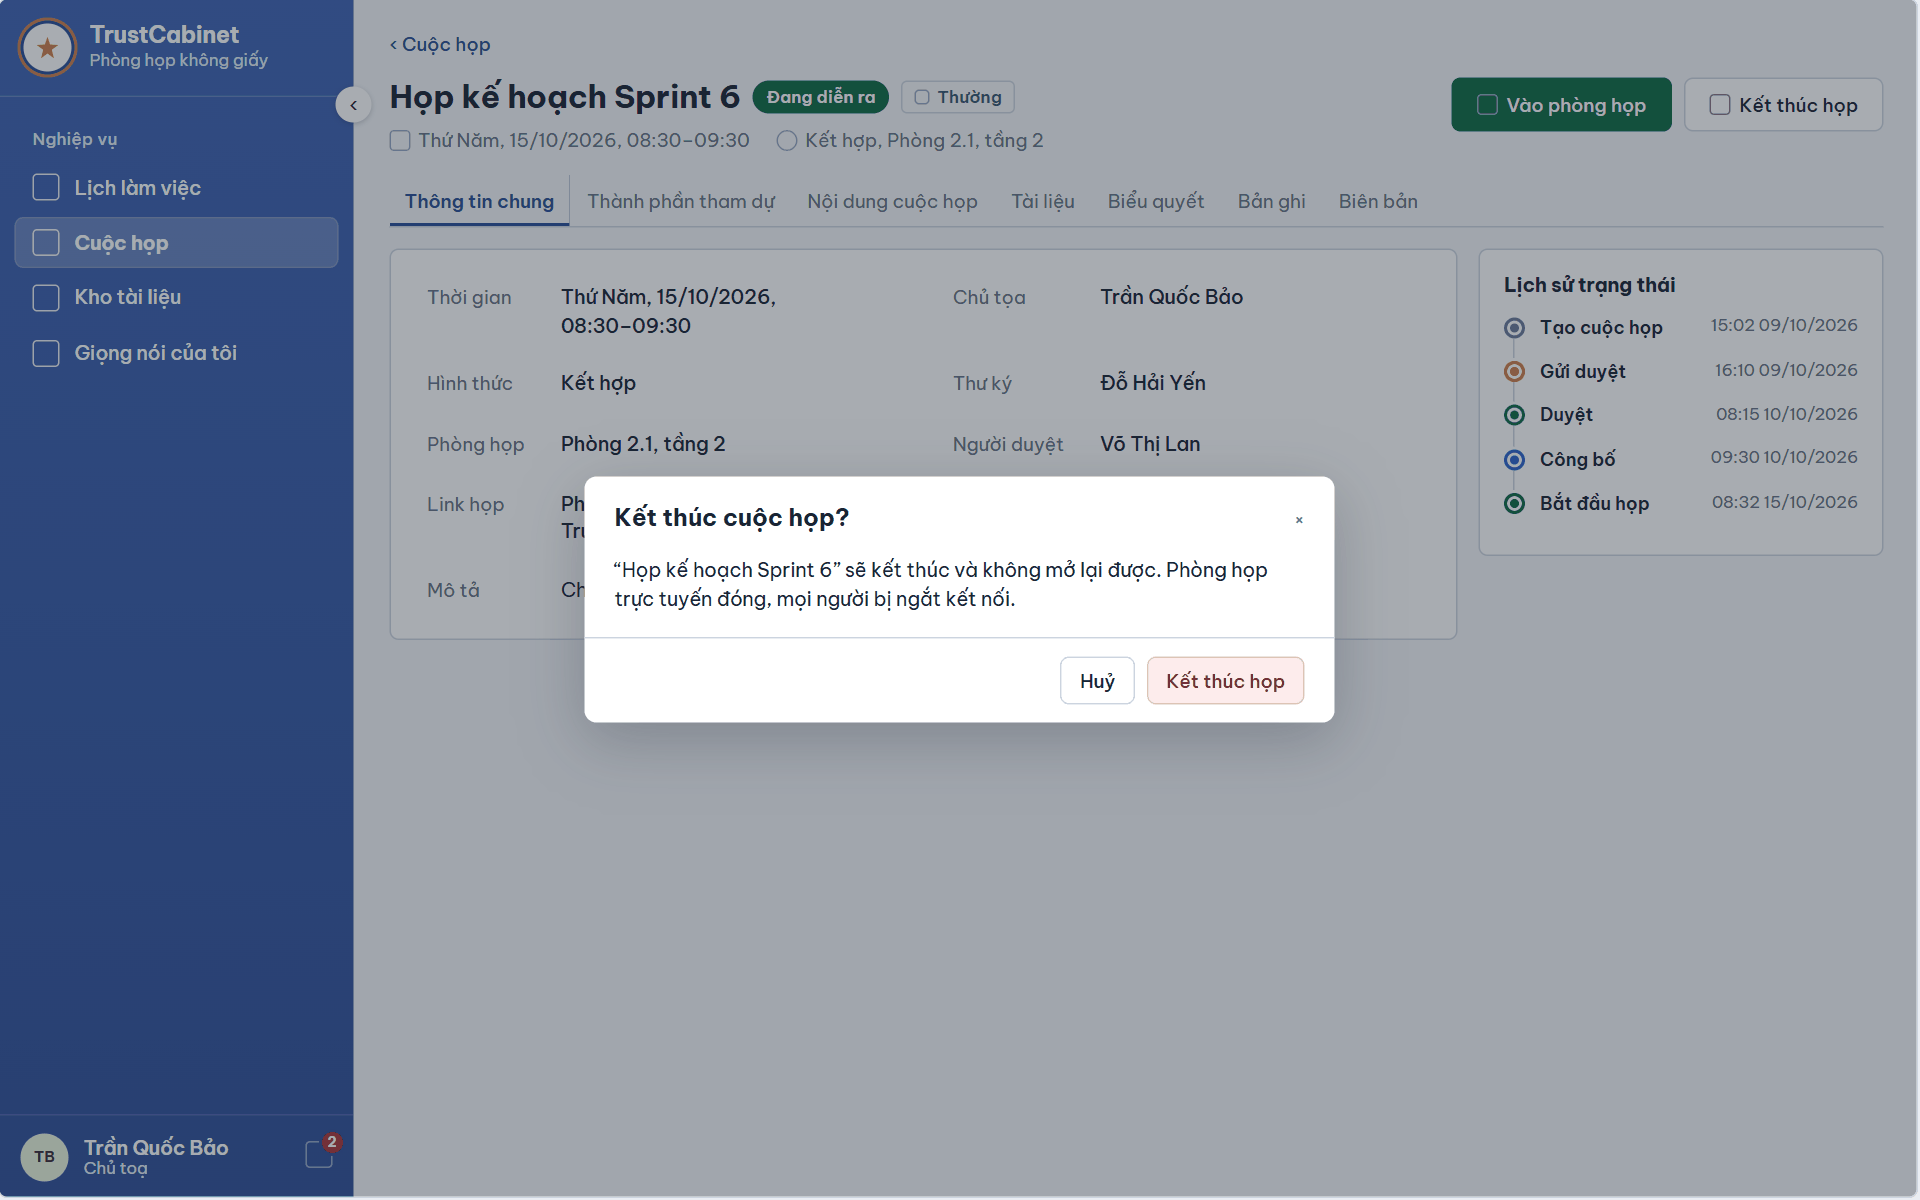 TrustCabinet
Phòng họp không giấy
Nghiệp vụ
Lịch làm việc
Cuộc họp
Kho tài liệu
Giọng nói của tôi
TB
Trần Quốc Bảo
Chủ toạ
2
‹ Cuộc họp
Họp kế hoạch Sprint 6
Đang diễn ra
Thường
Thứ Năm, 15/10/2026, 08:30–09:30
Kết hợp, Phòng 2.1, tầng 2
Vào phòng họp
Kết thúc họp
Thông tin chung
Thành phần tham dự
Nội dung cuộc họp
Tài liệu
Biểu quyết
Bản ghi
Biên bản
Thời gian
Thứ Năm, 15/10/2026,
08:30–09:30
Chủ tọa
Trần Quốc Bảo
Hình thức
Kết hợp
Thư ký
Đỗ Hải Yến
Phòng họp
Phòng 2.1, tầng 2
Người duyệt
Võ Thị Lan
Link họp
Mô tả
Lịch sử trạng thái
Tạo cuộc họp
15:02 09/10/2026
Gửi duyệt
16:10 09/10/2026
Duyệt
08:15 10/10/2026
Công bố
09:30 10/10/2026
Bắt đầu họp
08:32 15/10/2026
Kết thúc cuộc họp?
×
“Họp kế hoạch Sprint 6” sẽ kết thúc và không mở lại được. Phòng họp
trực tuyến đóng, mọi người bị ngắt kết nối.
Huỷ
Kết thúc họp